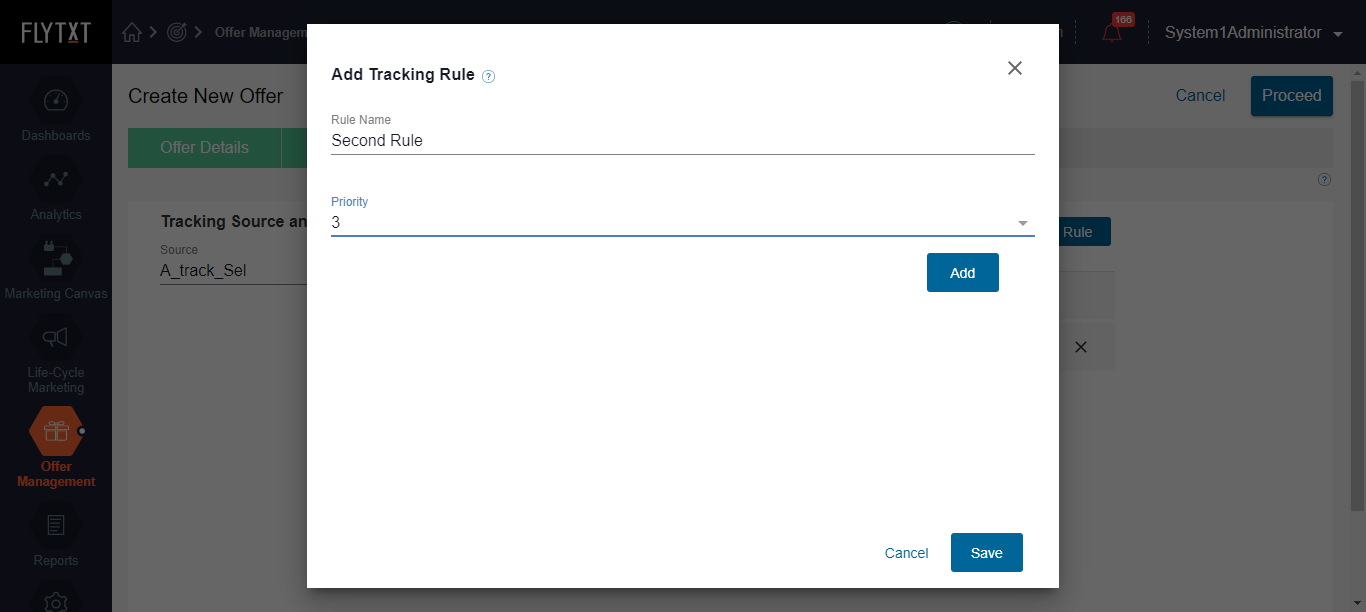 FLYTXT
Offer Managem
166
System1Administrator
Dashboards
Analytics
Marketing Canvas
Life-Cycle
Marketing
Offer
Management
Reports
Create New Offer
Cancel
Proceed
Offer Details
Tracking Source an
Source
A_track_Sel
Rule
Add Tracking Rule ?
Rule Name
Second Rule
Priority
3
Add
Cancel
Save